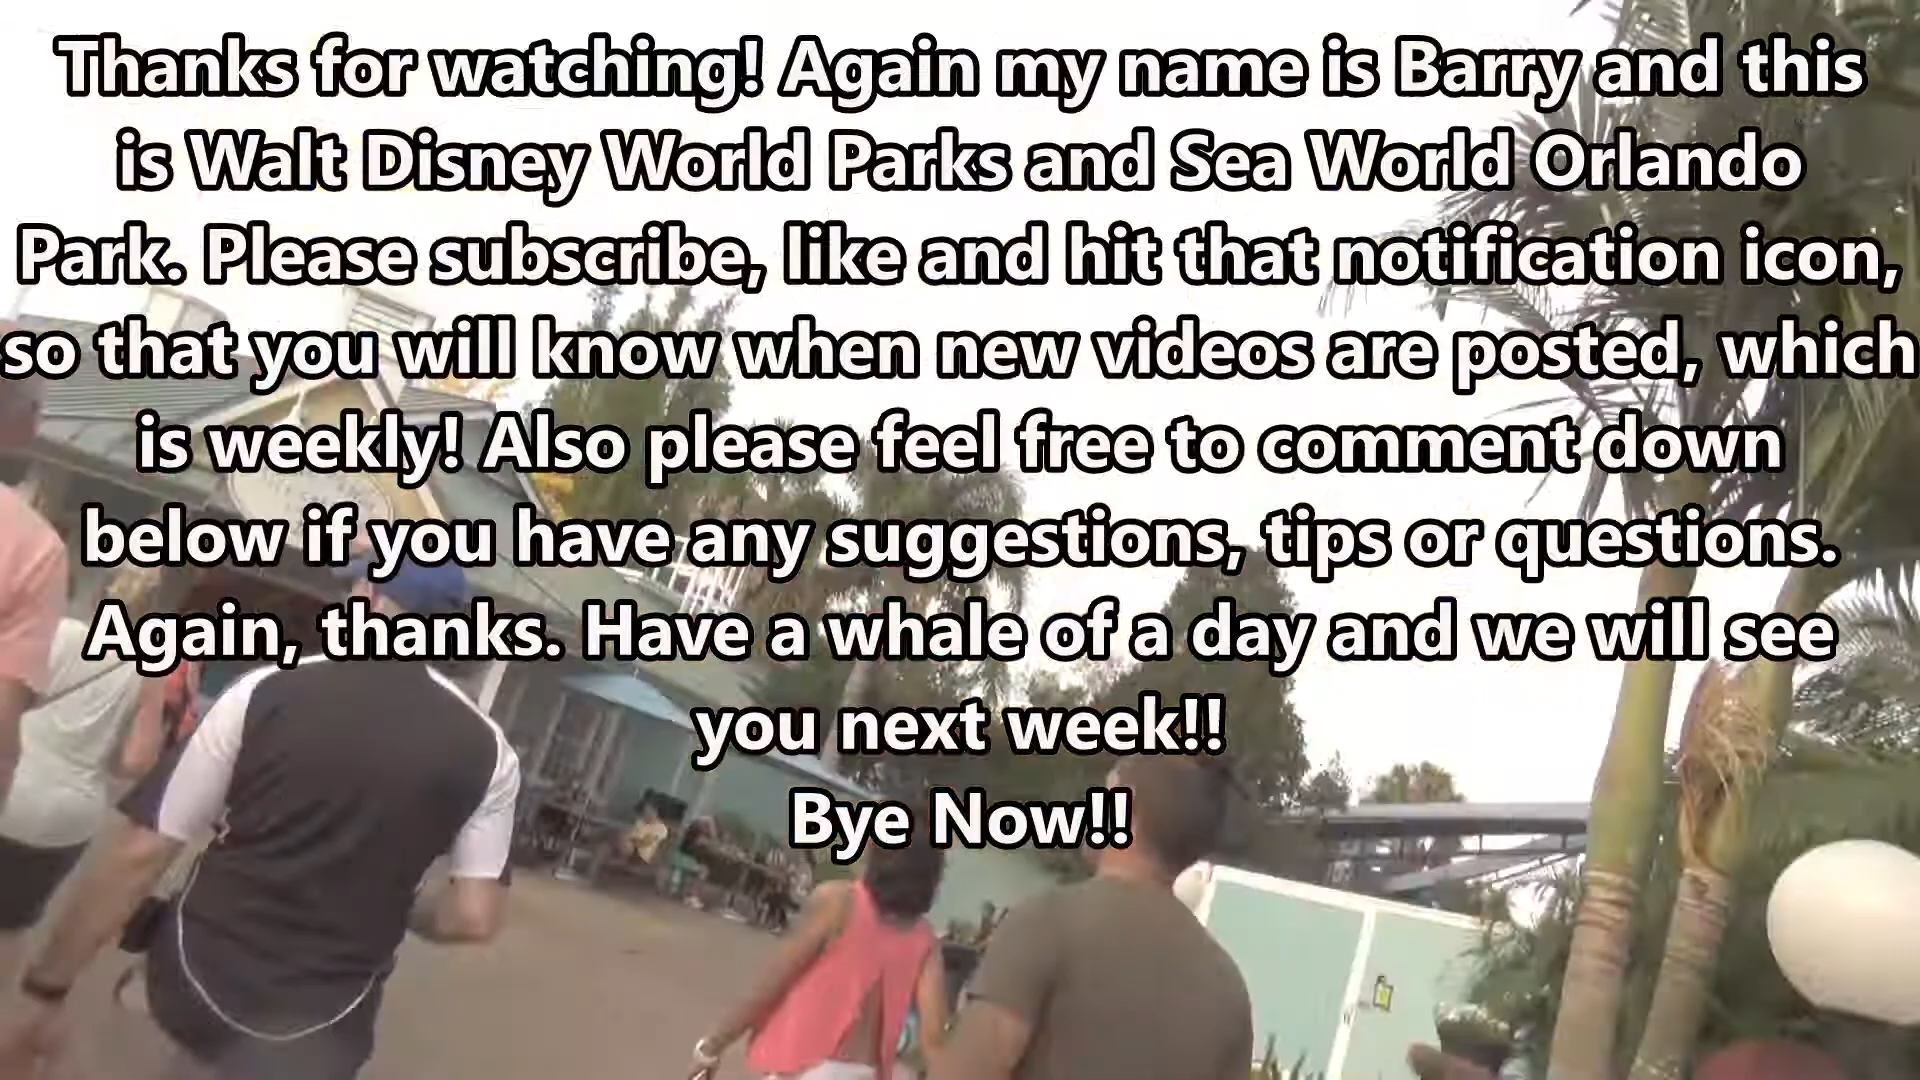 Thanks for watching! Again my name is Barry and this
is Walt Disney World Parks and Sea World Orlando
Park. Please subscribe, like and hit that notification icon,
so that you will know when new videos are posted, which
is weekly! Also please feel free to comment down
below if you have any suggestions, tips or questions.
Again, thanks. Have a whale of a day and we will see
you next week!!
Bye Now!!